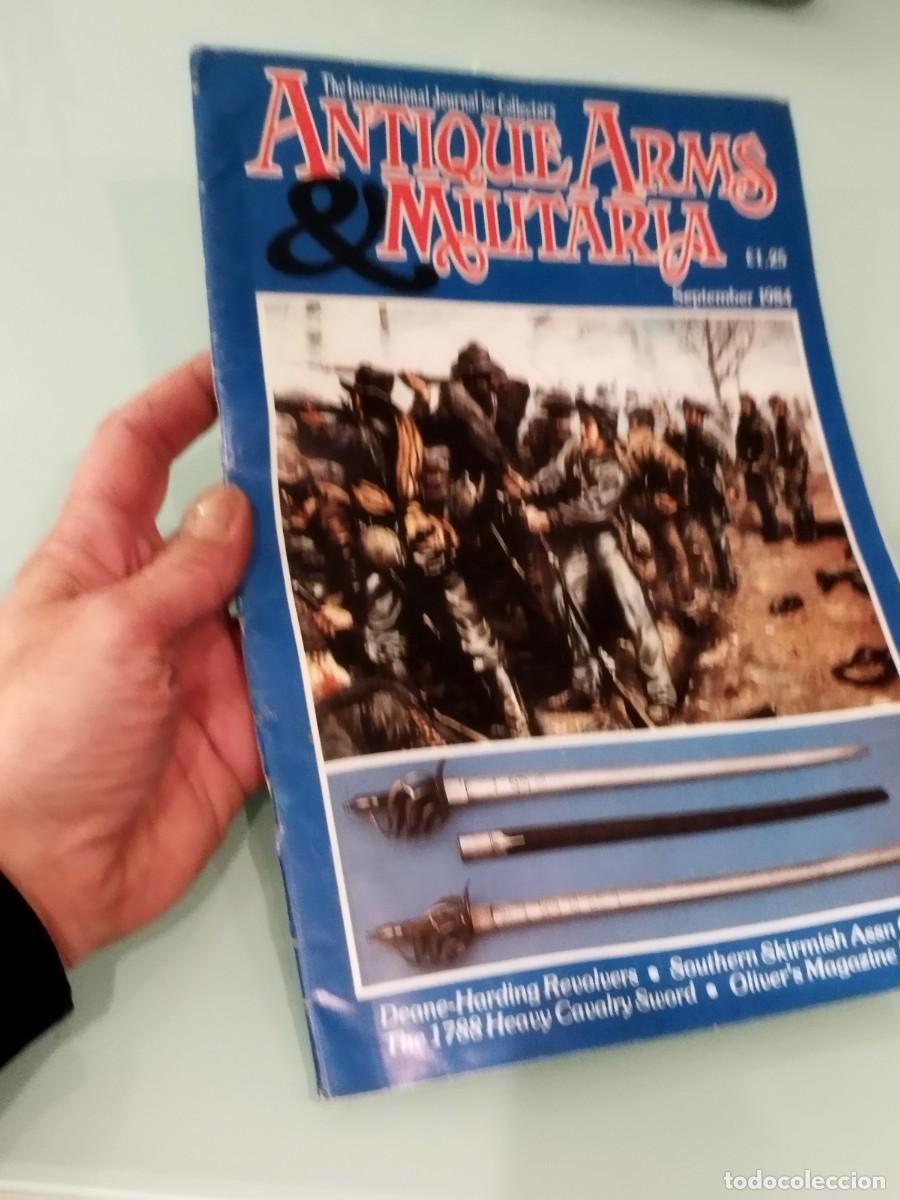 The International Journal for Collectors
ANTIQUE ARMS
& MILITARIA
£1.25
September 1984
Deane-Harding Revolvers • Southern Skirmish Assn
The 1788 Heavy Cavalry Sword • Oliver's Magazine
todocoleccion